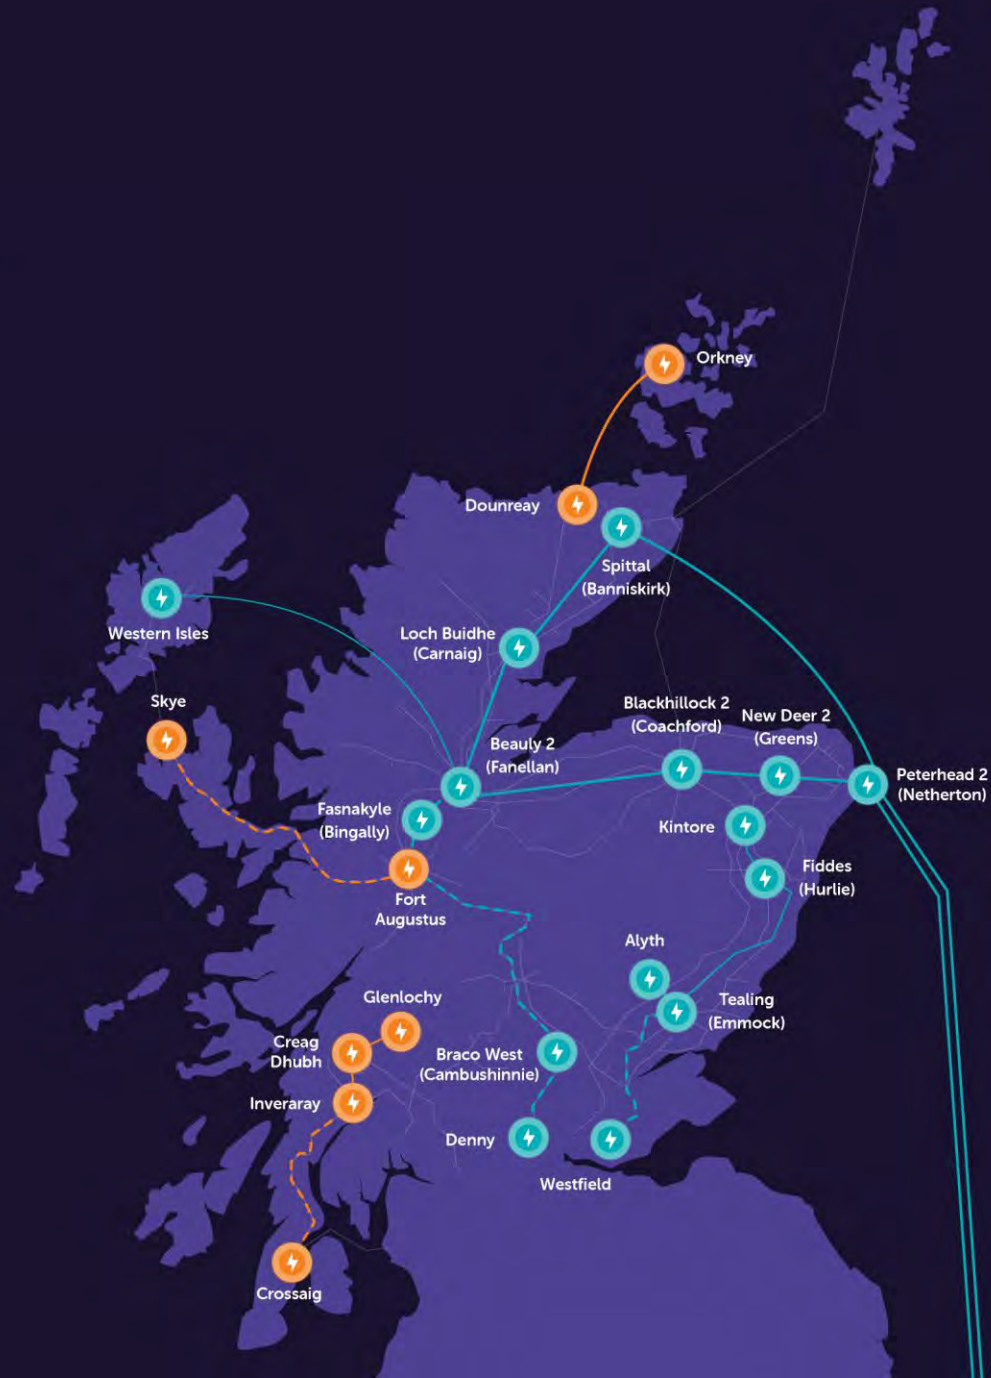 Orkney
Dounreay
Spittal
(Banniskirk)
Western Isles
Loch Buidhe
(Carnaig)
Skye
Blackhillock 2
(Coachford)
New Deer 2
(Greens)
Beauly 2
(Fanellan)
Peterhead 2
(Netherton)
Fasnakyle
(Bingally)
Kintore
Fiddes
(Hurlie)
Fort
Augustus
Alyth
Glenlochy
Tealing
(Emmock)
Creag
Dhubh
Braco West
(Cambushinnie)
Inveraray
Denny
Westfield
Crossaig